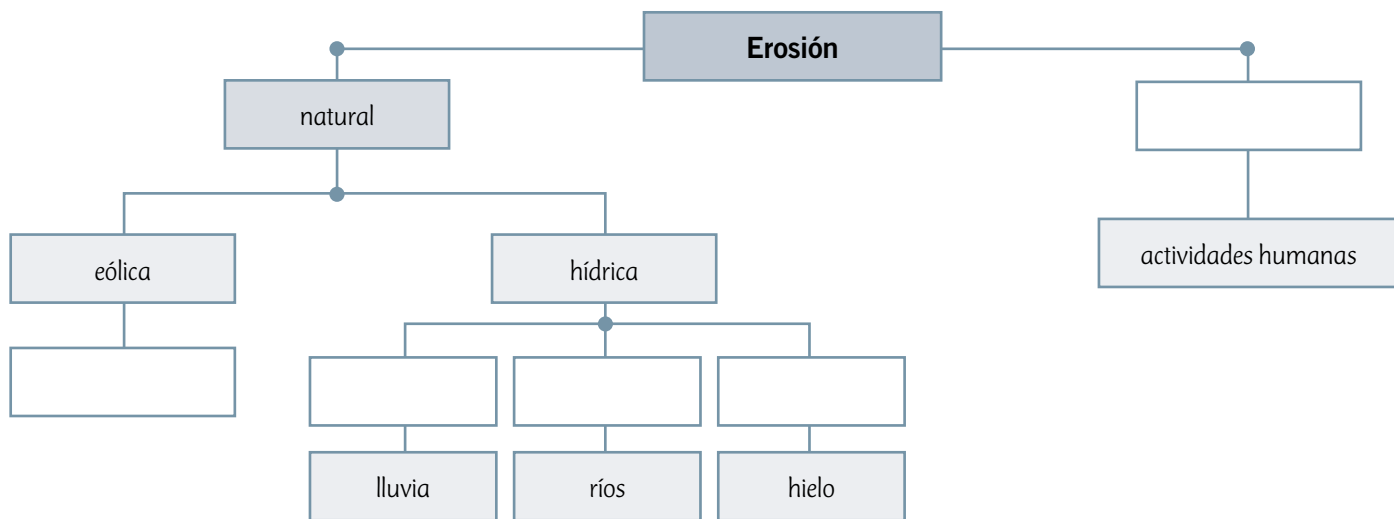 Erosión
natural
eólica
hídrica
actividades humanas
lluvia
ríos
hielo